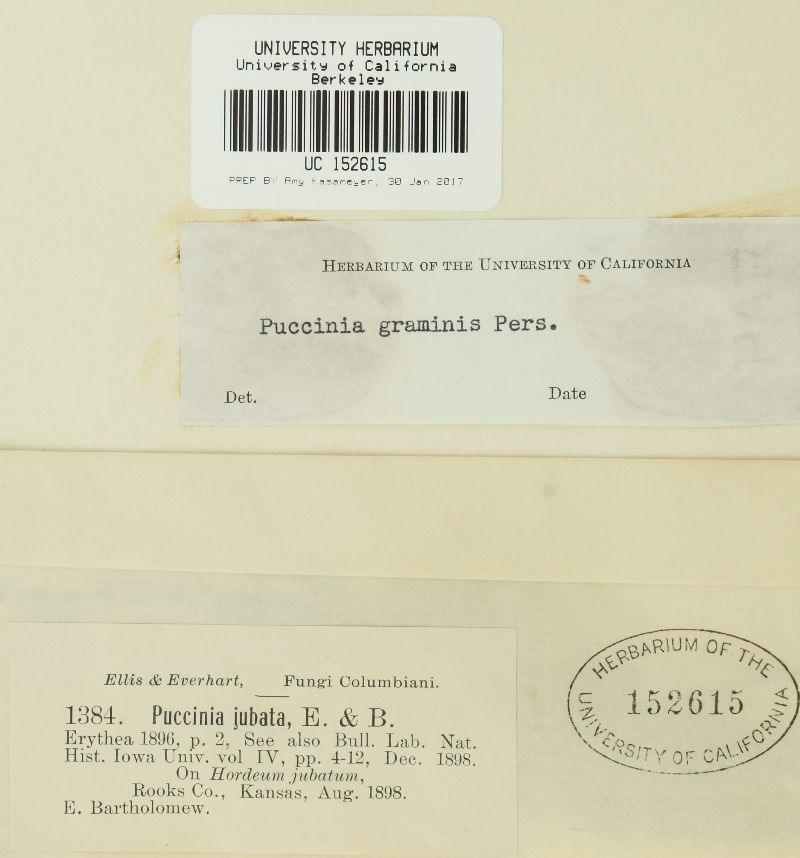 UNIVERSITY HERBARIUM
University of California
Berkeley
UC 152615
PREP BY Amy Kasameyer, 30 Jan 2017
HERBARIUM OF THE UNIVERSITY OF CALIFORNIA
Puccinia graminis Pers.
Det. Date
Ellis & Everhart, Fungi Columbiani.
1384. Puccinia jubata, E. & B.
Erythea 1896, p. 2, See also Bull. Lab. Nat.
Hist. Iowa Univ. vol IV, pp. 4-12, Dec. 1898.
On Hordeum jubatum,
Rooks Co., Kansas, Aug. 1898.
E. Bartholomew.
HERBARIUM OF THE
152615
UNIVERSITY OF CALIFORNIA